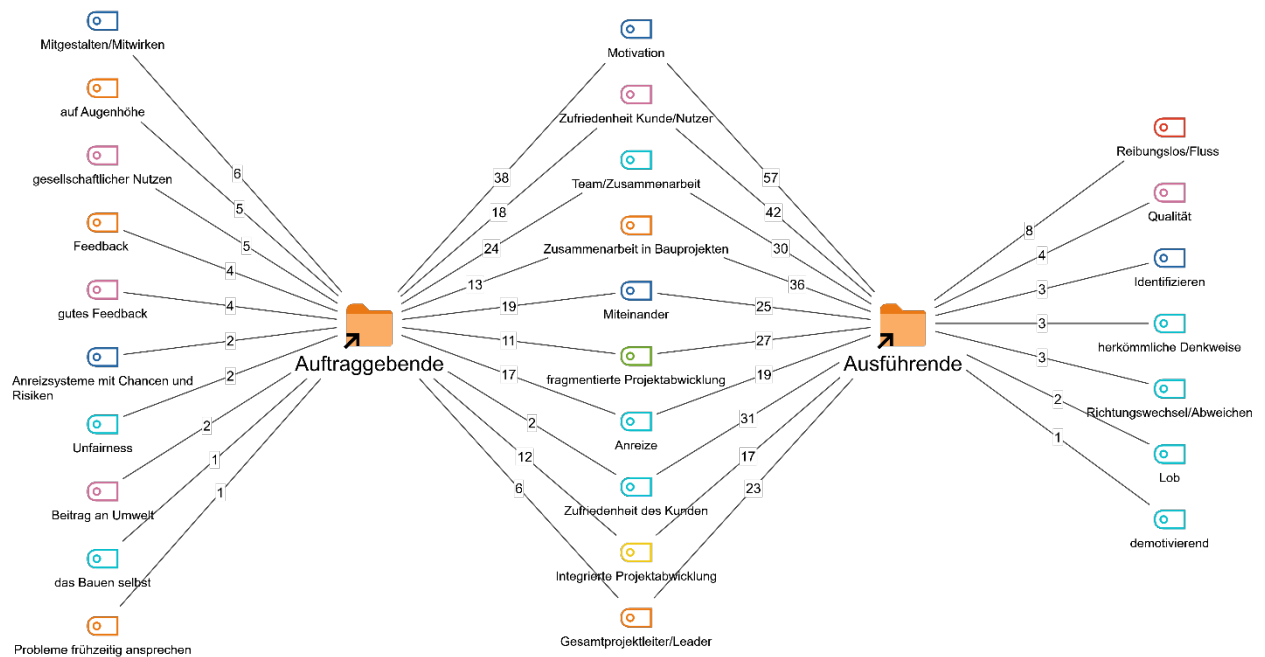 Mitgestalten/Mitwirken
auf Augenhöhe
gesellschaftlicher Nutzen
Feedback
gutes Feedback
Anreizsysteme mit Chancen und
Risiken
Unfairness
Beitrag an Umwelt
das Bauen selbst
Probleme frühzeitig ansprechen
6
5
5
4
4
2
2
2
1
1
Auftraggebende
38
18
24
13
19
11
17
2
12
6
Motivation
Zufriedenheit Kunde/Nutzer
Team/Zusammenarbeit
Zusammenarbeit in Bauprojekten
Miteinander
fragmentierte Projektabwicklung
Anreize
Zufriedenheit des Kunden
Integrierte Projektabwicklung
Gesamtprojektleiter/Leader
57
42
30
36
25
27
19
31
17
23
Ausführende
8
4
3
3
3
2
1
Reibungslos/Fluss
Qualität
Identifizieren
herkömmliche Denkweise
Richtungswechsel/Abweichen
Lob
demotivierend